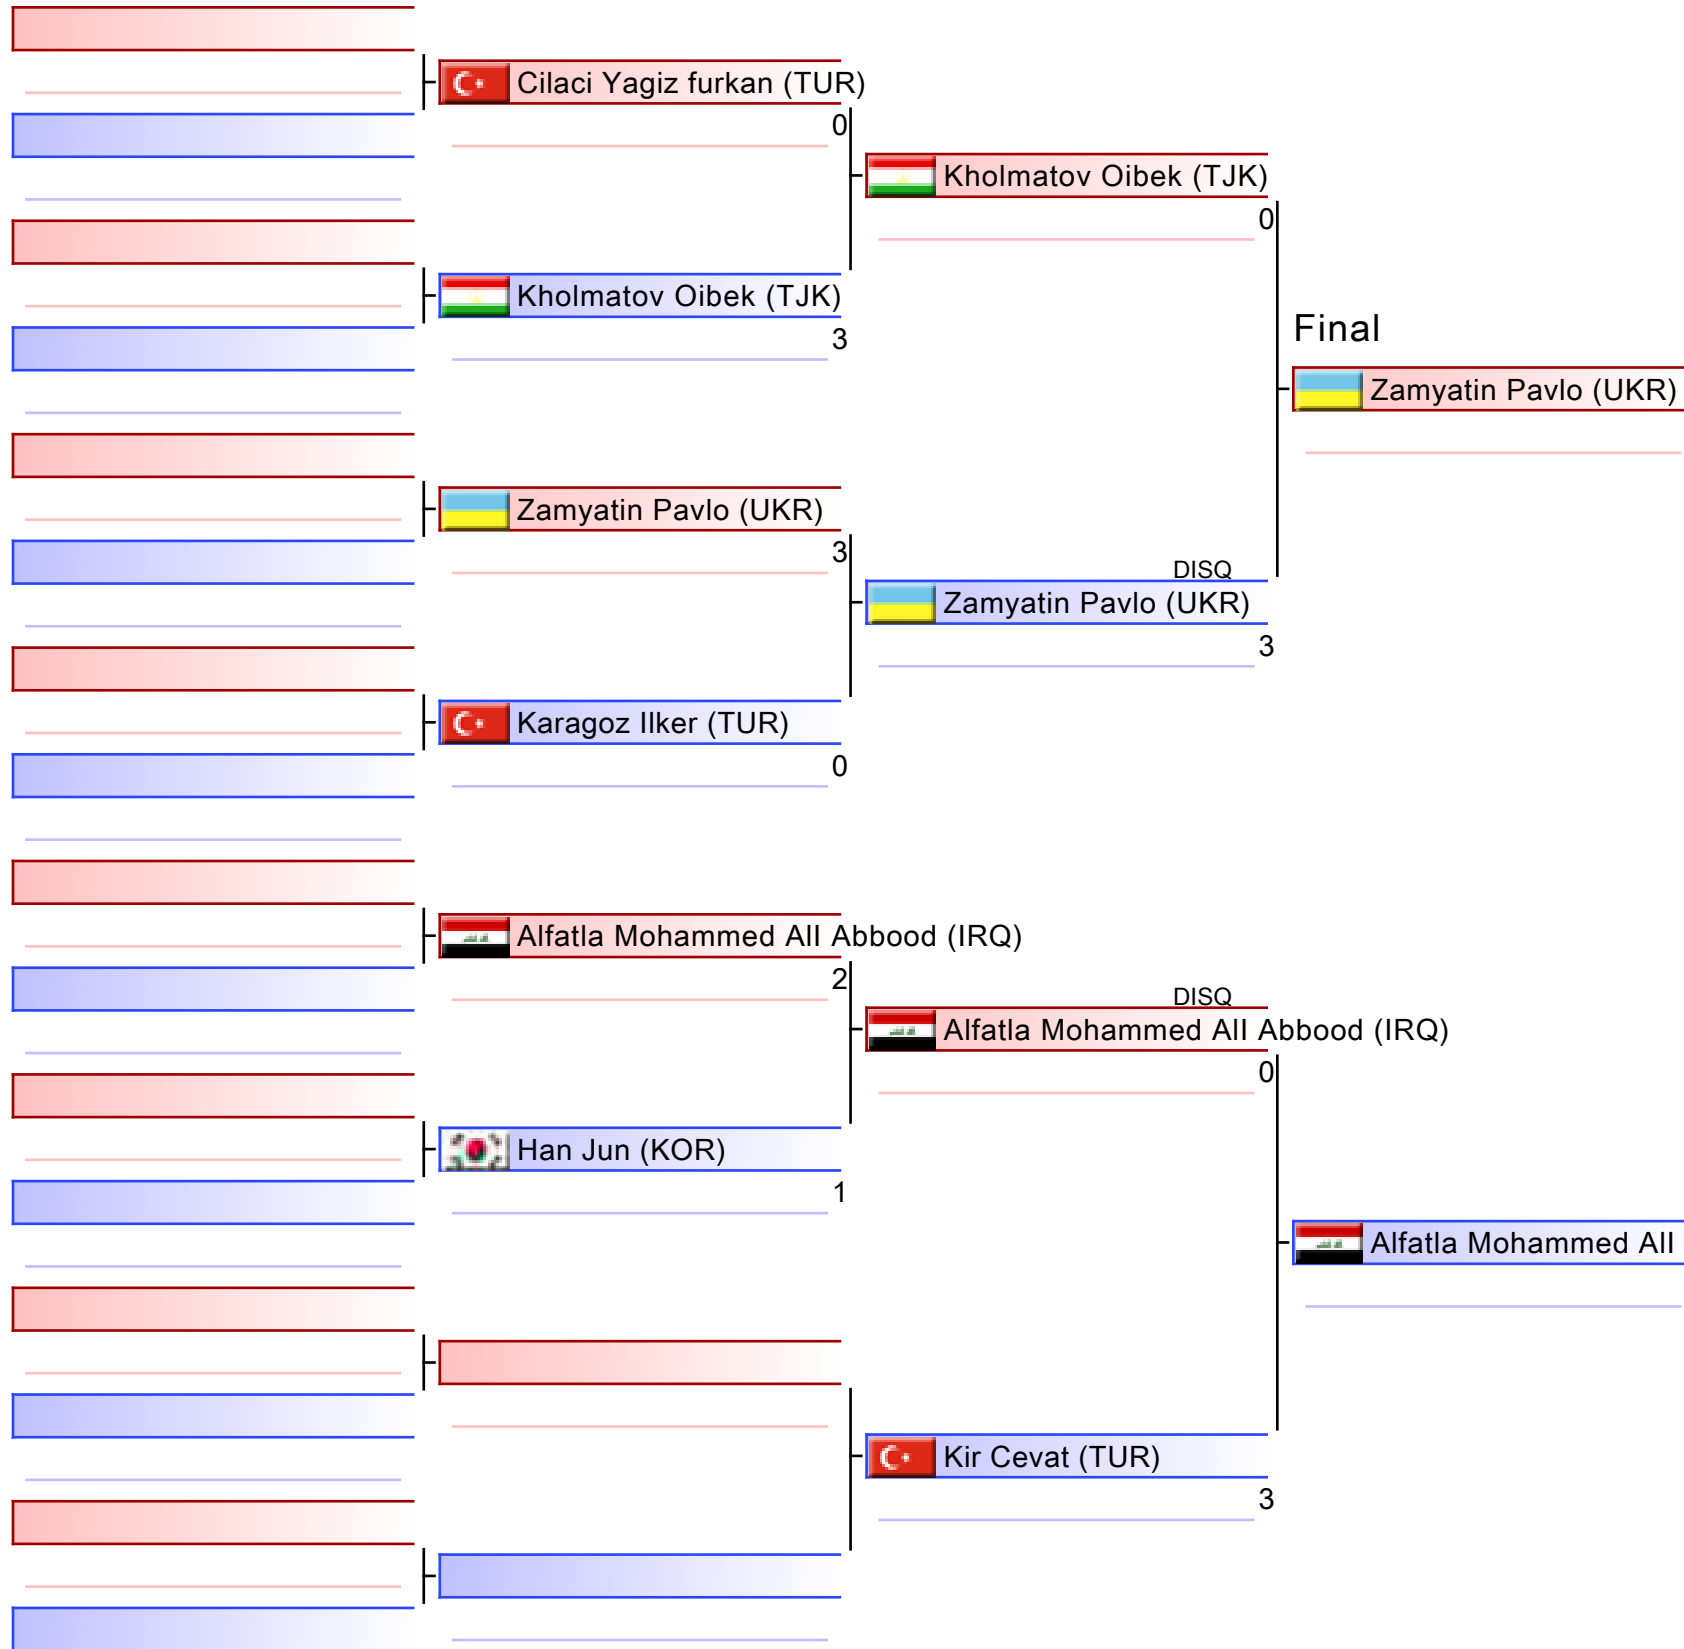 Cilaci Yagiz furkan (TUR)
0
Kholmatov Oibek (TJK)
0
Kholmatov Oibek (TJK)
3
Final
Zamyatin Pavlo (UKR)
Zamyatin Pavlo (UKR)
3
DISQ
Zamyatin Pavlo (UKR)
3
Karagoz Ilker (TUR)
0
Alfatla Mohammed All Abbood (IRQ)
2
DISQ
Alfatla Mohammed All Abbood (IRQ)
0
Han Jun (KOR)
1
Alfatla Mohammed All
Kir Cevat (TUR)
3